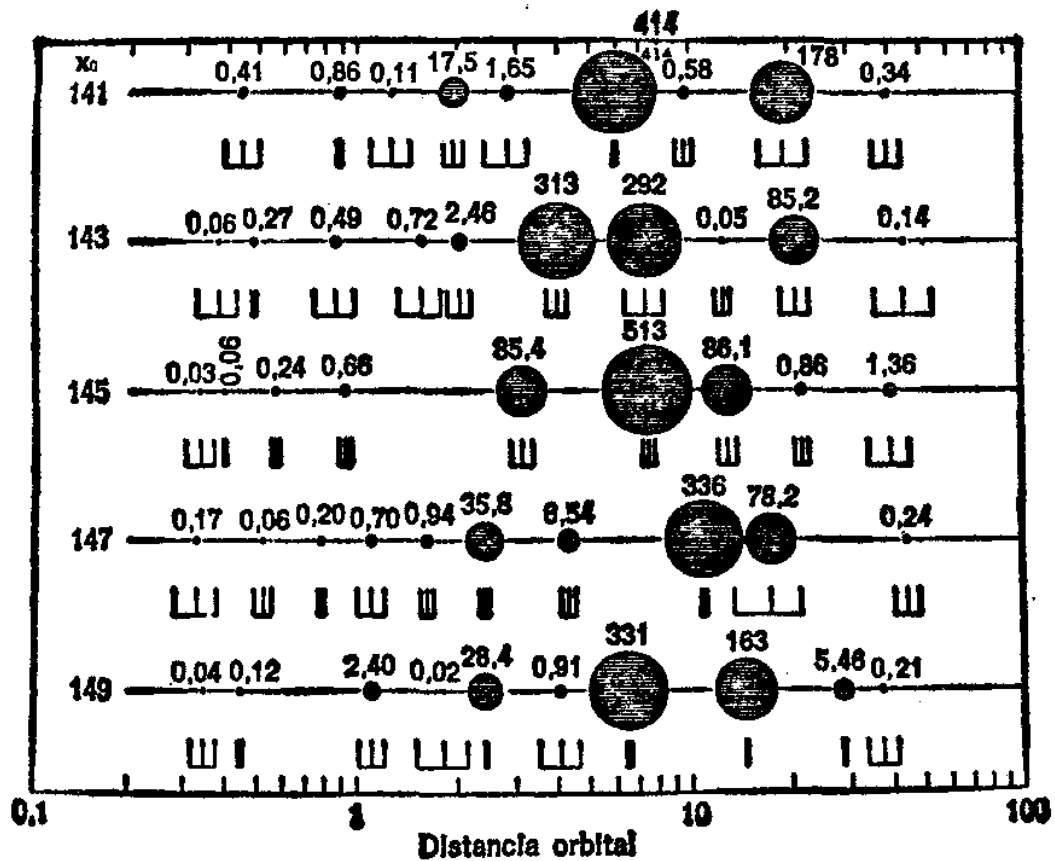 414
X₀
0,41 0,86 0,11 17,5 1,65 414 0,58 178 0,34
141
313 292 85,2
0,06 0,27 0,49 0,72 2,46 0,05 0,14
143
513
0,03 0,06 0,24 0,66 85,4 86,1 0,86 1,36
145
336
0,17 0,06 0,20 0,70 0,94 35,8 6,54 78,2 0,24
147
331 163
0,04 0,12 2,40 0,02 28,4 0,91 5,46 0,21
149
0.1 1 10 100
Distancia orbital